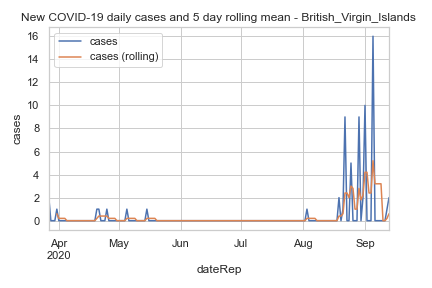 New COVID-19 daily cases and 5 day rolling mean - British_Virgin_Islands
cases
cases (rolling)
16
14
12
10
8
6
4
2
0
cases
Apr May Jun Jul Aug Sep
2020
dateRep